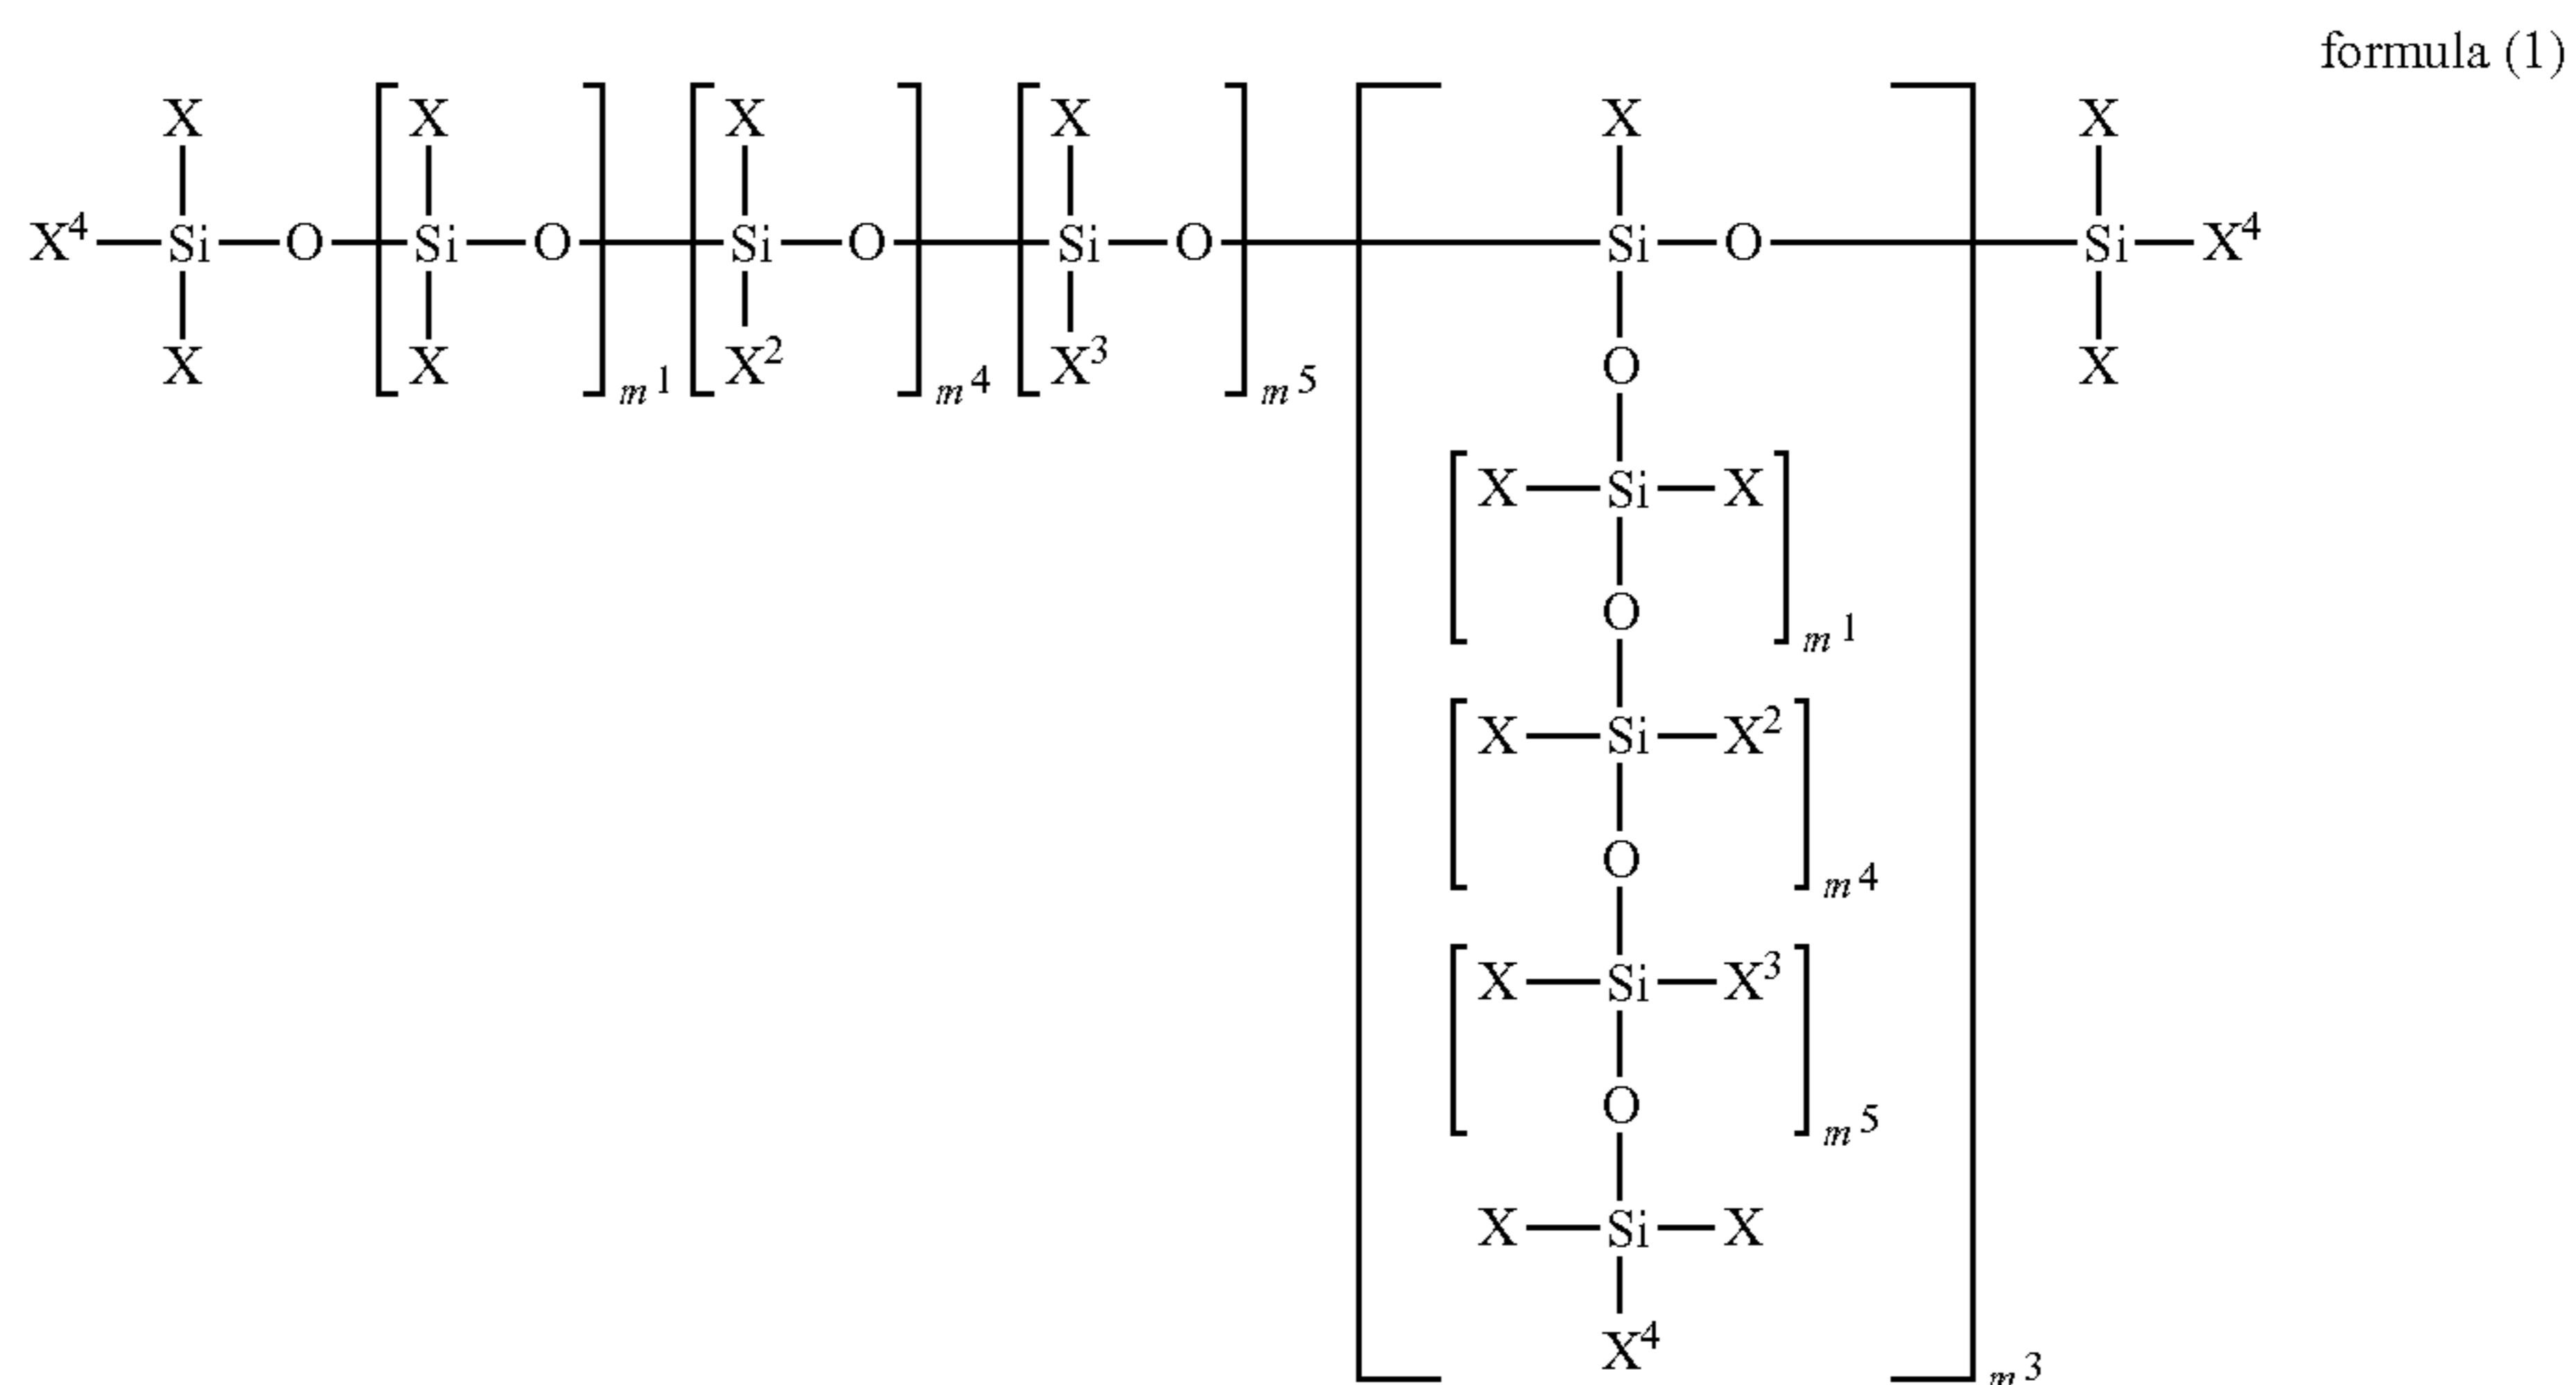 formula (1)
X X X X X X
X⁴—Si—O—[Si—O]m1[Si—O]m4[Si—O]m5[Si—O]Si—X⁴
X X X² X³ O X
[X—Si—X]m1
O
[X—Si—X²]m4
O
[X—Si—X³]m5
O
X—Si—X
X⁴
m3